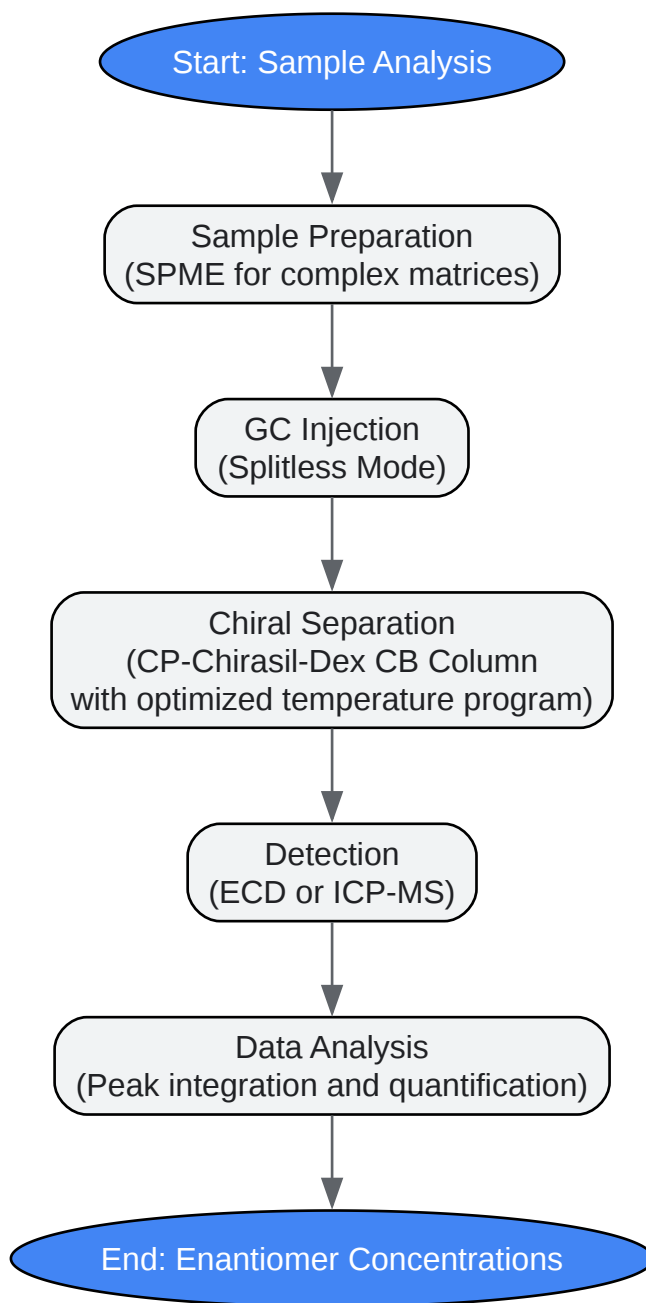 Start: Sample Analysis
Sample Preparation
(SPME for complex matrices)
GC Injection
(Splitless Mode)
Chiral Separation
(CP-Chirasil-Dex CB Column
with optimized temperature program)
Detection
(ECD or ICP-MS)
Data Analysis
(Peak integration and quantification)
End: Enantiomer Concentrations